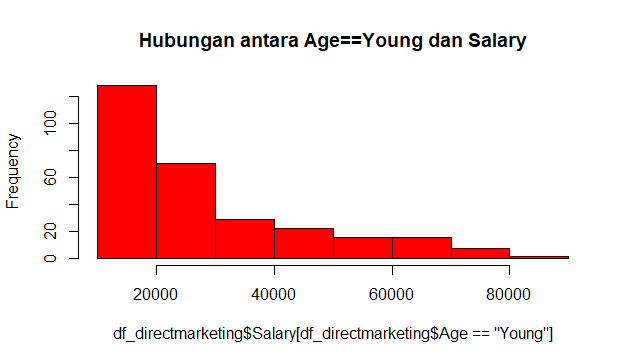 Hubungan antara Age==Young dan Salary
Frequency
100
60
20
0
20000 40000 60000 80000
df_directmarketing$Salary[df_directmarketing$Age == "Young"]